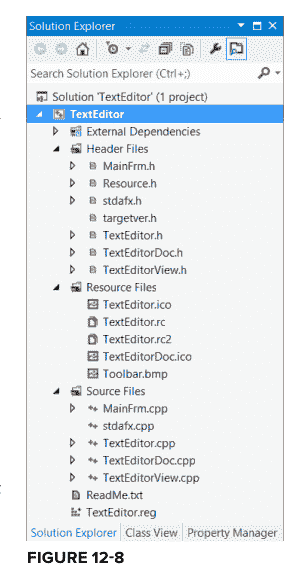 Solution Explorer
Search Solution Explorer (Ctrl+;)
Solution 'TextEditor' (1 project)
TextEditor
External Dependencies
Header Files
MainFrm.h
Resource.h
stdafx.h
targetver.h
TextEditor.h
TextEditorDoc.h
TextEditorView.h
Resource Files
TextEditor.ico
TextEditor.rc
TextEditor.rc2
TextEditorDoc.ico
Toolbar.bmp
Source Files
MainFrm.cpp
stdafx.cpp
TextEditor.cpp
TextEditorDoc.cpp
TextEditorView.cpp
ReadMe.txt
TextEditor.reg
Solution Explorer Class View Property Manager
FIGURE 12-8